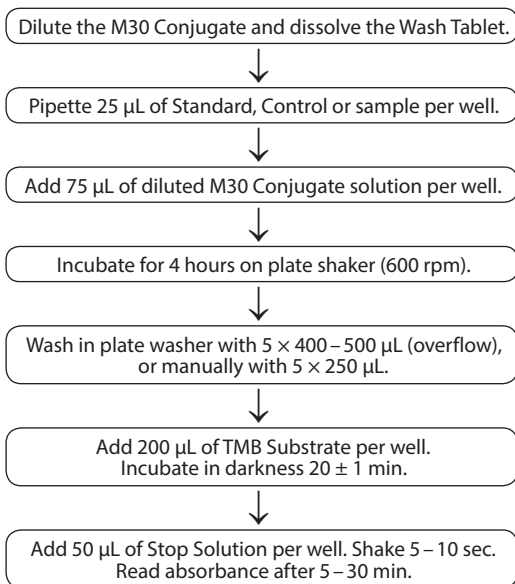 Dilute the M30 Conjugate and dissolve the Wash Tablet.
Pipette 25 µL of Standard, Control or sample per well.
Add 75 µL of diluted M30 Conjugate solution per well.
Incubate for 4 hours on plate shaker (600 rpm).
Wash in plate washer with 5 × 400 – 500 µL (overflow),
or manually with 5 × 250 µL.
Add 200 µL of TMB Substrate per well.
Incubate in darkness 20 ± 1 min.
Add 50 µL of Stop Solution per well. Shake 5 – 10 sec.
Read absorbance after 5 – 30 min.